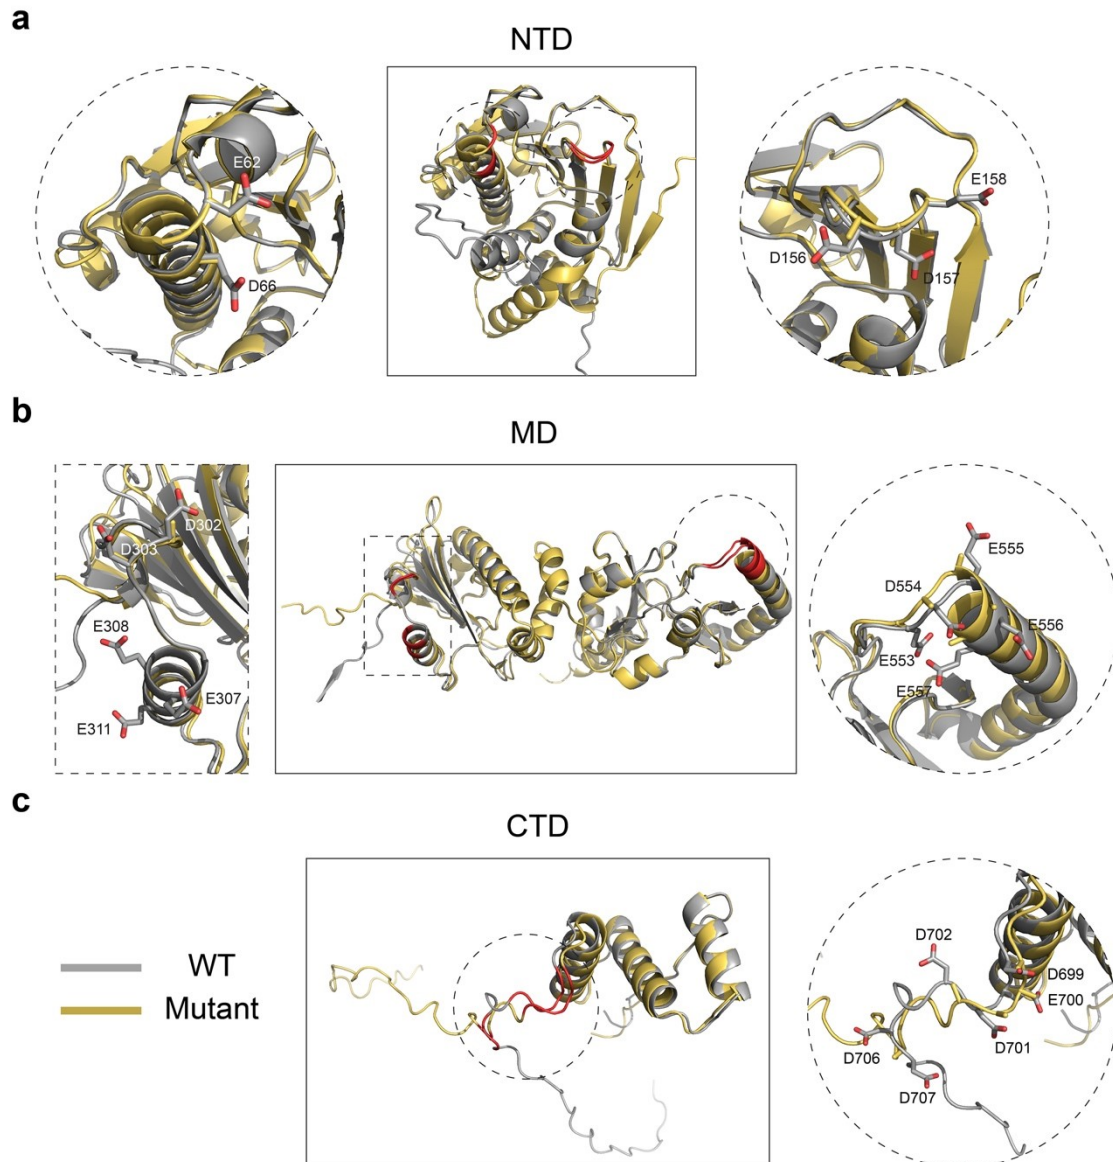 a
NTD
E62
D66
E158
D156
D157
b
MD
D302
D303
E308
E307
E311
E555
D554
E556
E553
E557
c
CTD
WT
Mutant
D702
D699
E700
D701
D706
D707